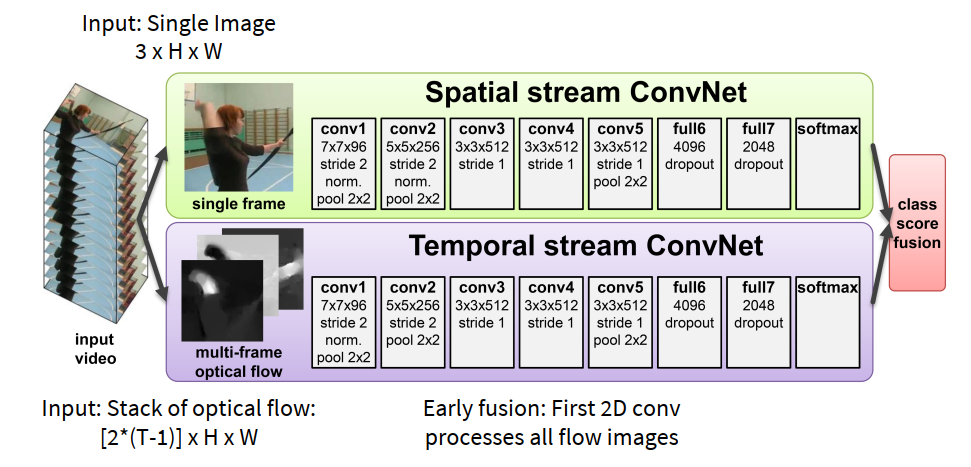 Input: Single Image
3 x H x W
Spatial stream ConvNet
conv1
7x7x96
stride 2
norm.
pool 2x2
conv2
5x5x256
stride 2
norm.
pool 2x2
conv3
3x3x512
stride 1
conv4
3x3x512
stride 1
conv5
3x3x512
stride 1
pool 2x2
full6
4096
dropout
full7
2048
dropout
softmax
single frame
class
score
fusion
Temporal stream ConvNet
conv1
7x7x96
stride 2
norm.
pool 2x2
conv2
5x5x256
stride 2
pool 2x2
conv3
3x3x512
stride 1
conv4
3x3x512
stride 1
conv5
3x3x512
stride 1
pool 2x2
full6
4096
dropout
full7
2048
dropout
softmax
input
video
multi-frame
optical flow
Input: Stack of optical flow:
[2*(T-1)] x H x W
Early fusion: First 2D conv
processes all flow images